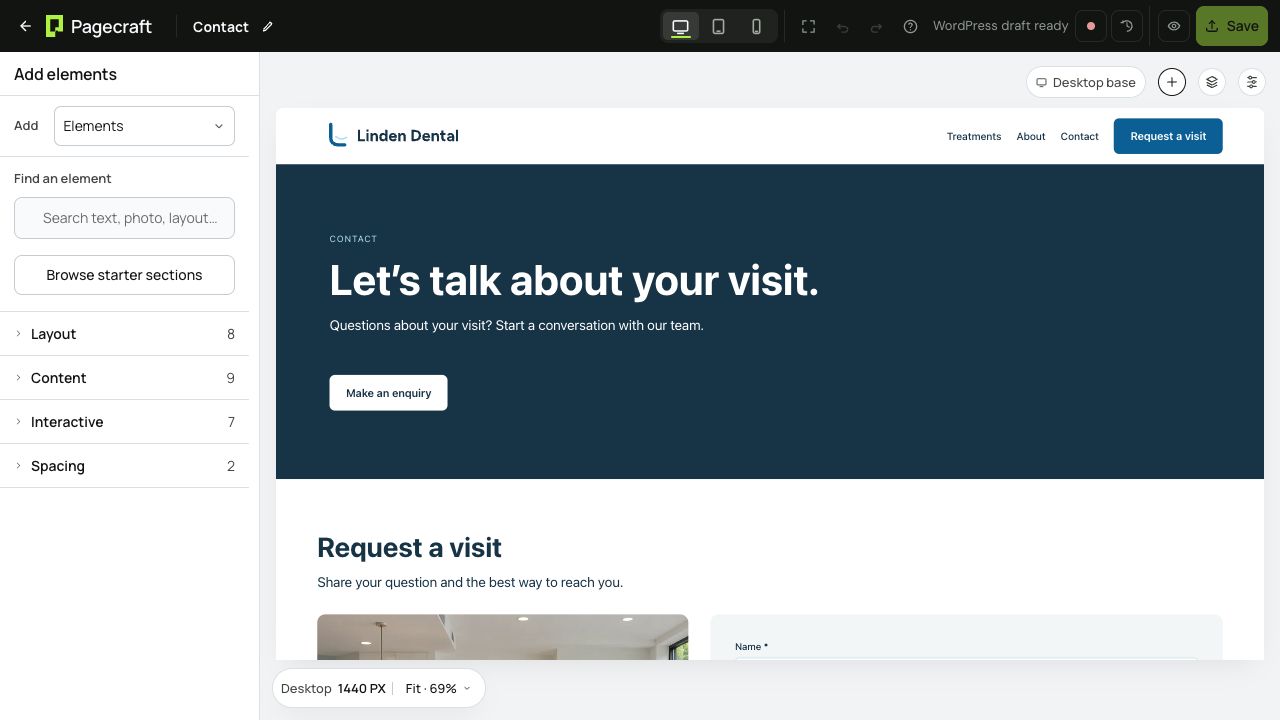 Pagecraft
Contact
WordPress draft ready
Save
Add elements
Add
Elements
Find an element
Search text, photo, layout...
Browse starter sections
Layout 8
Content 9
Interactive 7
Spacing 2
Desktop base
Linden Dental
Treatments
About
Contact
Request a visit
CONTACT
Let’s talk about your visit.
Questions about your visit? Start a conversation with our team.
Make an enquiry
Request a visit
Share your question and the best way to reach you.
Name *
Desktop 1440 PX
Fit · 69%